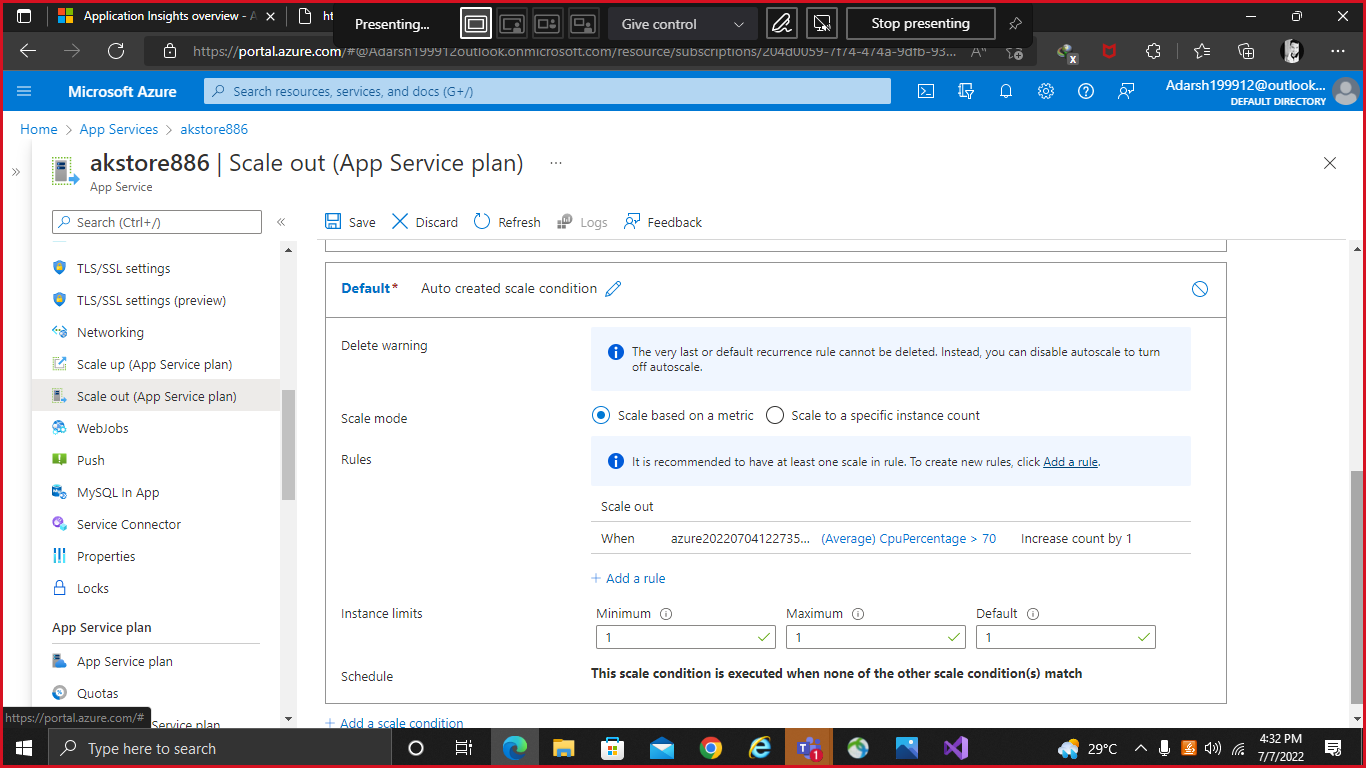 Application Insights overview - A
Presenting...
Give control
Stop presenting
https://portal.azure.com/#@Adarsh199912outlook.onmicrosoft.com/resource/subscriptions/204d0059-7f74-474a-9dfb-93...
Microsoft Azure
Search resources, services, and docs (G+/)
Adarsh199912@outlook...
DEFAULT DIRECTORY
Home > App Services > akstore886
akstore886 | Scale out (App Service plan) ...
App Service
Search (Ctrl+/)
Save
Discard
Refresh
Logs
Feedback
TLS/SSL settings
TLS/SSL settings (preview)
Networking
Scale up (App Service plan)
Scale out (App Service plan)
WebJobs
Push
MySQL In App
Service Connector
Properties
Locks
App Service plan
App Service plan
Quotas
Service plan
https://portal.azure.com/#
Default* Auto created scale condition
Delete warning
The very last or default recurrence rule cannot be deleted. Instead, you can disable autoscale to turn
off autoscale.
Scale mode
Scale based on a metric
Scale to a specific instance count
Rules
It is recommended to have at least one scale in rule. To create new rules, click Add a rule.
Scale out
When azure20220704122735... (Average) CpuPercentage > 70 Increase count by 1
+ Add a rule
Instance limits
Minimum
Maximum
Default
1
1
1
Schedule
This scale condition is executed when none of the other scale condition(s) match
+ Add a scale condition
Type here to search
1
29°C
4:32 PM
7/7/2022